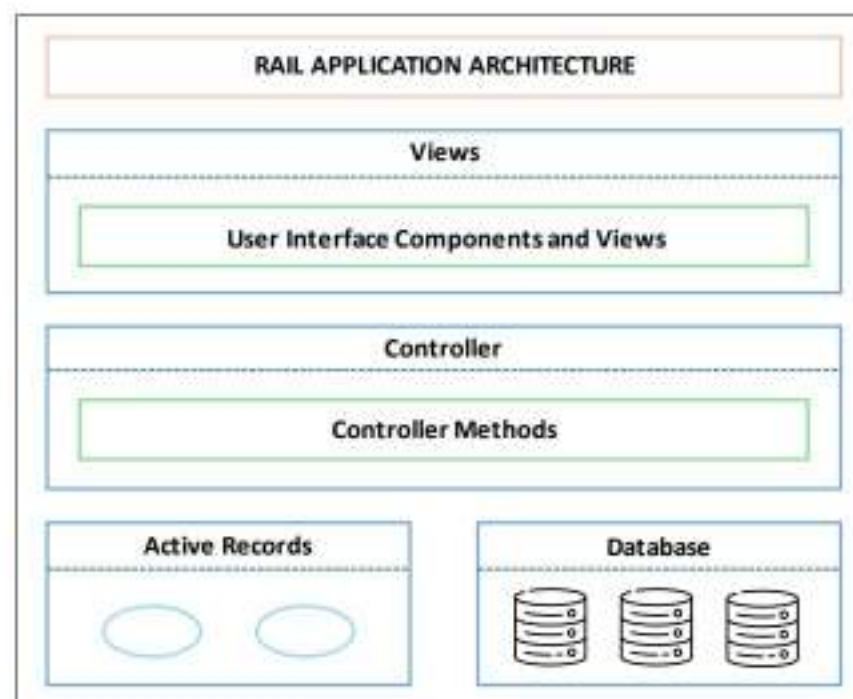 RAIL APPLICATION ARCHITECTURE
Views
User Interface Components and Views
Controller
Controller Methods
Active Records
Database